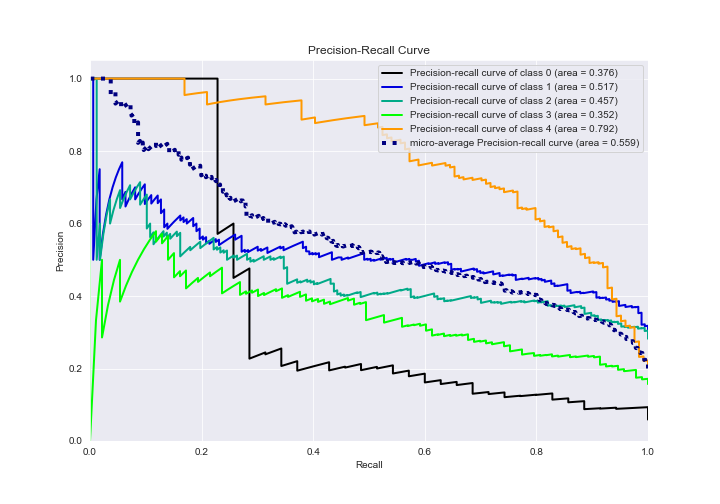 Precision-Recall Curve
Precision-recall curve of class 0 (area = 0.376)
Precision-recall curve of class 1 (area = 0.517)
Precision-recall curve of class 2 (area = 0.457)
Precision-recall curve of class 3 (area = 0.352)
Precision-recall curve of class 4 (area = 0.792)
micro-average Precision-recall curve (area = 0.559)
Precision
1.0
0.8
0.6
0.4
0.2
0.0
0.0 0.2 0.4 0.6 0.8 1.0
Recall